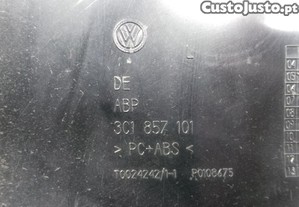 CustoJusto.pt
DE
ABP
3C1 857 101
> PC+ABS <
T0024242/1-1 P0108475